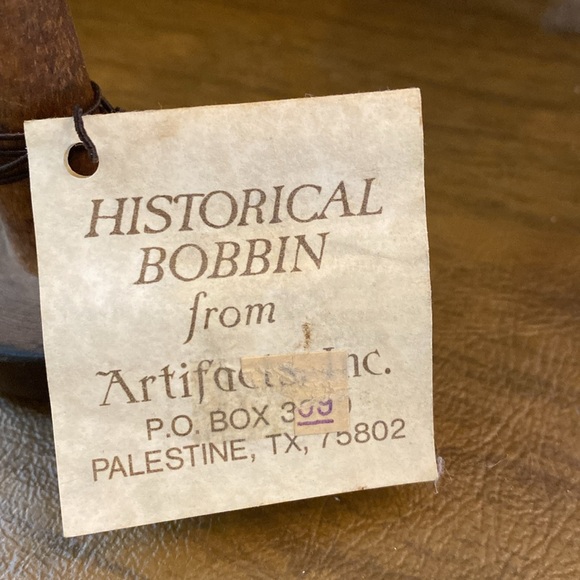 HISTORICAL
BOBBIN
from
Artifacts, Inc.
P.O. BOX
PALESTINE, TX, 75802